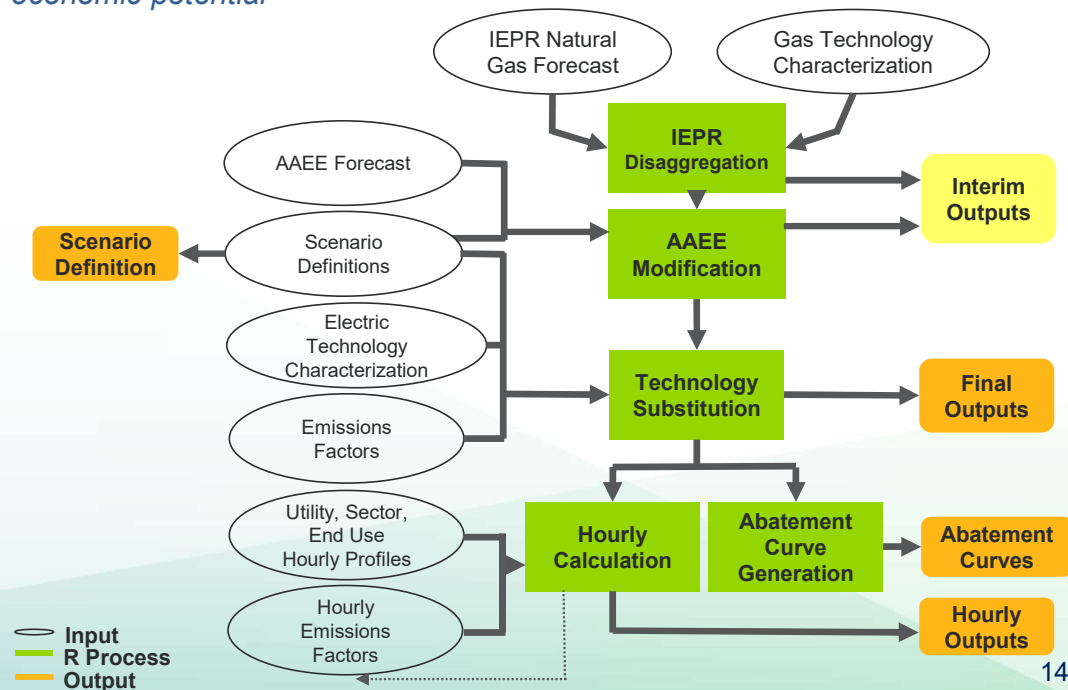 economic potential
IEPR Natural
Gas Forecast
Gas Technology
Characterization
IEPR
Disaggregation
AAEE Forecast
Interim
Outputs
Scenario
Definition
Scenario
Definitions
AAEE
Modification
Electric
Technology
Characterization
Technology
Substitution
Final
Outputs
Emissions
Factors
Utility, Sector,
End Use
Hourly Profiles
Hourly
Calculation
Abatement
Curve
Generation
Abatement
Curves
Hourly
Emissions
Factors
Hourly
Outputs
Input
R Process
Output
14